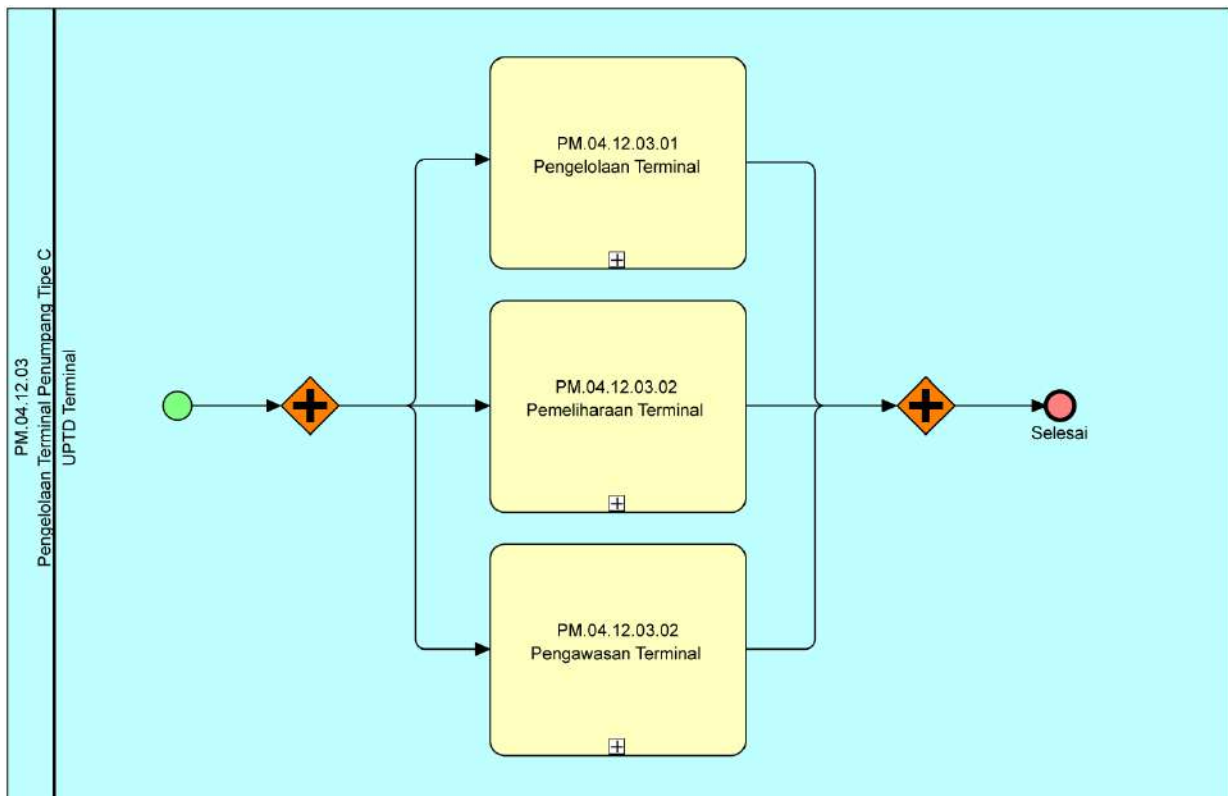 PM.04.12.03
Pengelolaan Terminal Penumpang Tipe C
UPTD Terminal
PM.04.12.03.01
Pengelolaan Terminal
PM.04.12.03.02
Pemeliharaan Terminal
PM.04.12.03.02
Pengawasan Terminal
Selesai